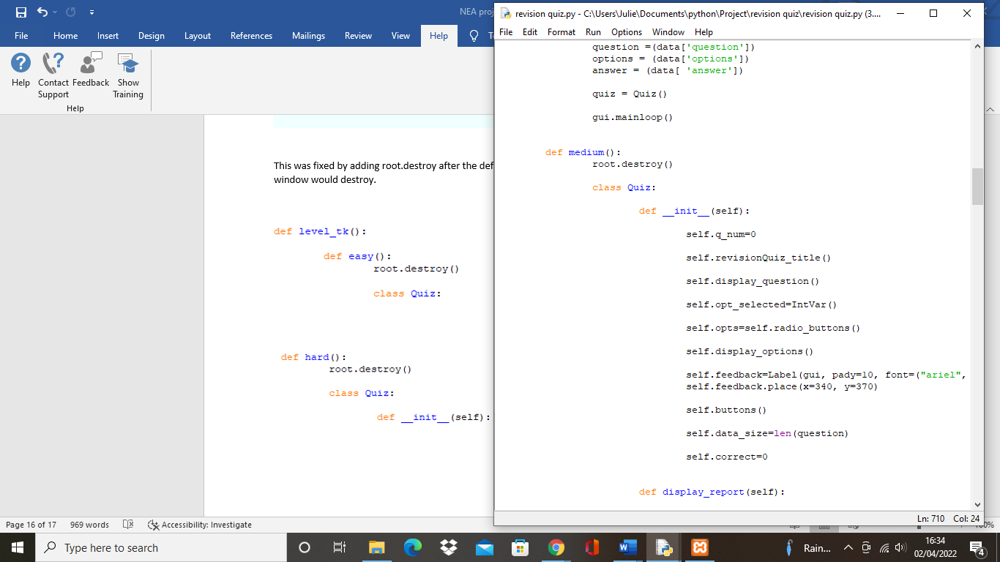 NEA proj
File Home Insert Design Layout References Mailings Review View Help
Help Contact Support Feedback Show Training
Help
This was fixed by adding root.destroy after the def
window would destroy.
def level_tk():
def easy():
root.destroy()
class Quiz:
def hard():
root.destroy()
class Quiz:
def __init__(self):
Page 16 of 17 969 words Accessibility: Investigate 100%
revision quiz.py - C:\Users\Julie\Documents\python\Project\revision quiz\revision quiz.py (3....
File Edit Format Run Options Window Help
question =(data['question'])
options = (data['options'])
answer = (data[ 'answer'])
quiz = Quiz()
gui.mainloop()
def medium():
root.destroy()
class Quiz:
def __init__(self):
self.q_num=0
self.revisionQuiz_title()
self.display_question()
self.opt_selected=IntVar()
self.opts=self.radio_buttons()
self.display_options()
self.feedback=Label(gui, pady=10, font=("ariel",
self.feedback.place(x=340, y=370)
self.buttons()
self.data_size=len(question)
self.correct=0
def display_report(self):
Ln: 710 Col: 24
Type here to search
Rain...
16:34
02/04/2022
4